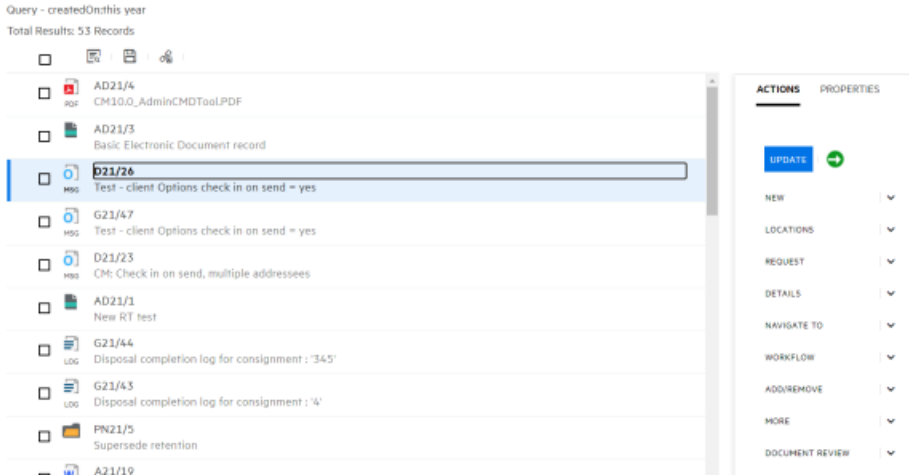 Query - createdOn:this year
Total Results: 53 Records
AD21/4
PDF
CM10.0_AdminCMDTool.PDF
AD21/3
Basic Electronic Document record
D21/26
MSG
Test - client Options check in on send = yes
G21/47
MSG
Test - client Options check in on send = yes
D21/23
MSG
CM: Check in on send, multiple addressees
AD21/1
New RT test
G21/44
LOG
Disposal completion log for consignment : '345'
G21/43
LOG
Disposal completion log for consignment : '4'
PN21/5
Supersede retention
A21/19
ACTIONS PROPERTIES
UPDATE
NEW
LOCATIONS
REQUEST
DETAILS
NAVIGATE TO
WORKFLOW
ADD/REMOVE
MORE
DOCUMENT REVIEW